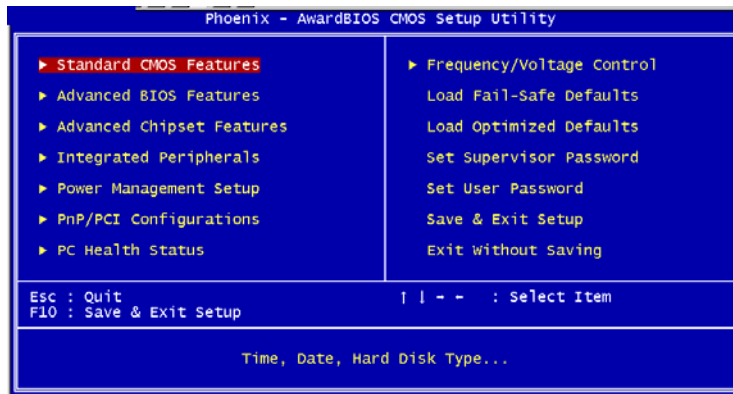 Phoenix - AwardBIOS CMOS Setup Utility
► Standard CMOS Features
► Advanced BIOS Features
► Advanced Chipset Features
► Integrated Peripherals
► Power Management Setup
► PnP/PCI Configurations
► PC Health Status
► Frequency/Voltage Control
Load Fail-Safe Defaults
Load Optimized Defaults
Set Supervisor Password
Set User Password
Save & Exit Setup
Exit Without Saving
Esc : Quit
F10 : Save & Exit Setup
↑ ↓ → ← : Select Item
Time, Date, Hard Disk Type...